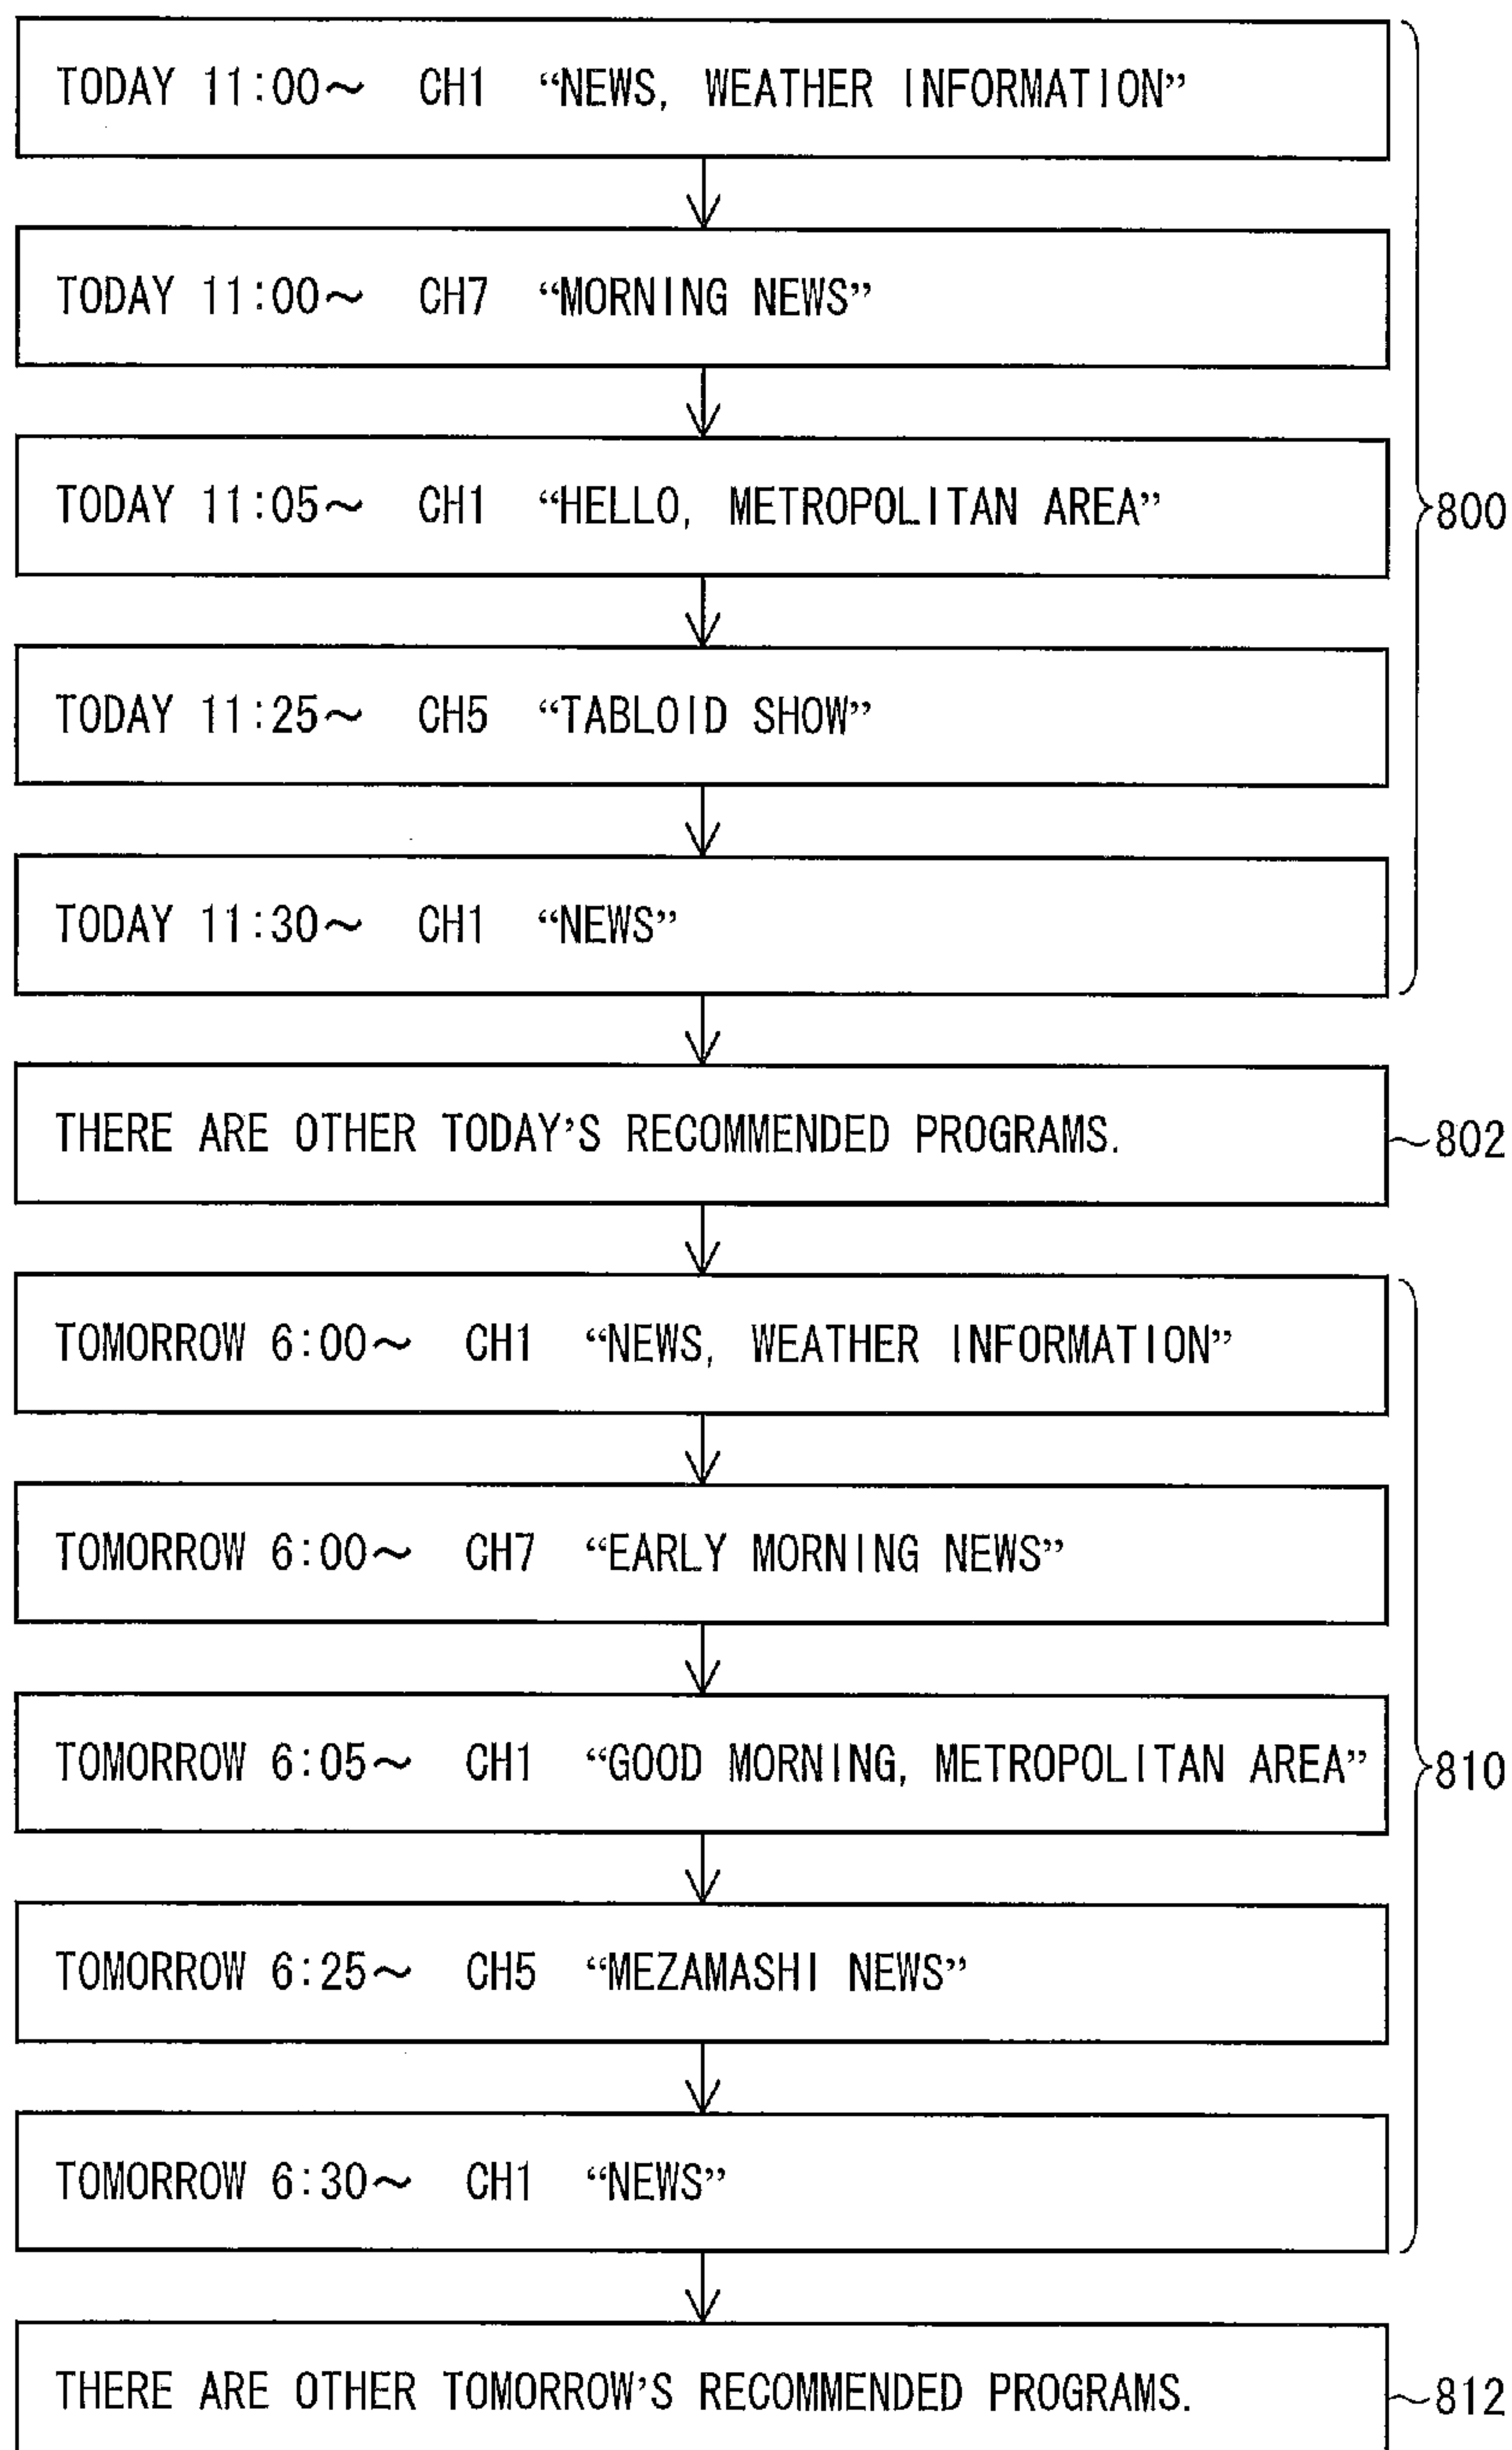 TODAY 11:00～ CH1 “NEWS, WEATHER INFORMATION”
TODAY 11:00～ CH7 “MORNING NEWS”
TODAY 11:05～ CH1 “HELLO, METROPOLITAN AREA”
800
TODAY 11:25～ CH5 “TABLOID SHOW”
TODAY 11:30～ CH1 “NEWS”
THERE ARE OTHER TODAY’S RECOMMENDED PROGRAMS.
802
TOMORROW 6:00～ CH1 “NEWS, WEATHER INFORMATION”
TOMORROW 6:00～ CH7 “EARLY MORNING NEWS”
TOMORROW 6:05～ CH1 “GOOD MORNING, METROPOLITAN AREA”
810
TOMORROW 6:25～ CH5 “MEZAMASHI NEWS”
TOMORROW 6:30～ CH1 “NEWS”
THERE ARE OTHER TOMORROW’S RECOMMENDED PROGRAMS.
812